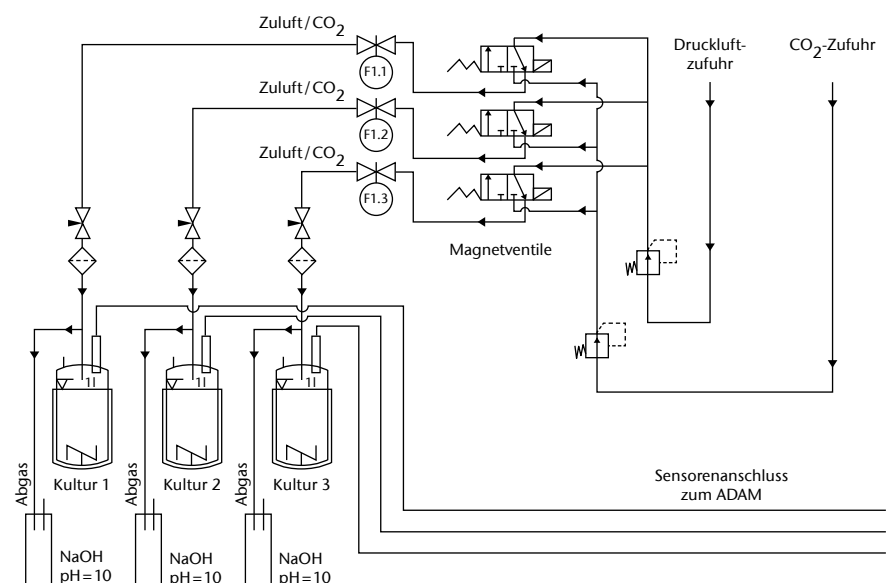 Zuluft/CO2
F1.1
Zuluft/CO2
F1.2
Zuluft/CO2
F1.3
Druckluft-
zufuhr
CO2-Zufuhr
Magnetventile
1l
1l
1l
Kultur 1
Kultur 2
Kultur 3
Abgas
Abgas
Abgas
NaOH
pH=10
NaOH
pH=10
NaOH
pH=10
Sensorenanschluss
zum ADAM